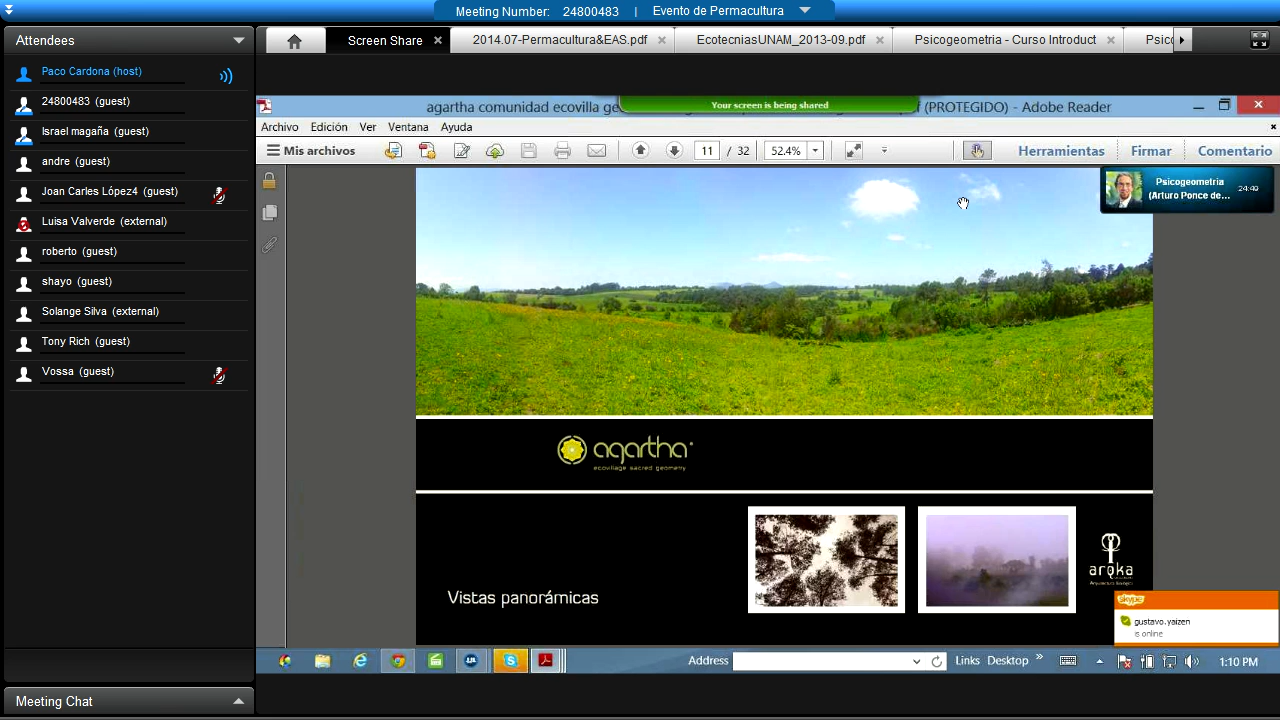 Meeting Number: 24800483 | Evento de Permacultura
Attendees
Screen Share
2014.07-Permacultura&EAS.pdf
EcotecniasUNAM_2013-09.pdf
Psicogeometria - Curso Introduct
Psic
Paco Cardona (host)
24800483 (guest)
Israel magaña (guest)
andre (guest)
Joan Carles López4 (guest)
Luisa Valverde (external)
roberto (guest)
shayo (guest)
Solange Silva (external)
Tony Rich (guest)
Vossa (guest)
Meeting Chat
agartha comunidad ecovilla ge
Your screen is being shared
(PROTEGIDO) - Adobe Reader
Archivo Edición Ver Ventana Ayuda
Mis archivos
11 / 32
52.4%
Herramientas Firmar Comentario
Psicogeometria
(Arturo Ponce de...
24:49
agartha
ecovillage sacred geometry
Vistas panorámicas
aroka
skype
gustavo.yaizen
is online
Address
Links Desktop
1:10 PM